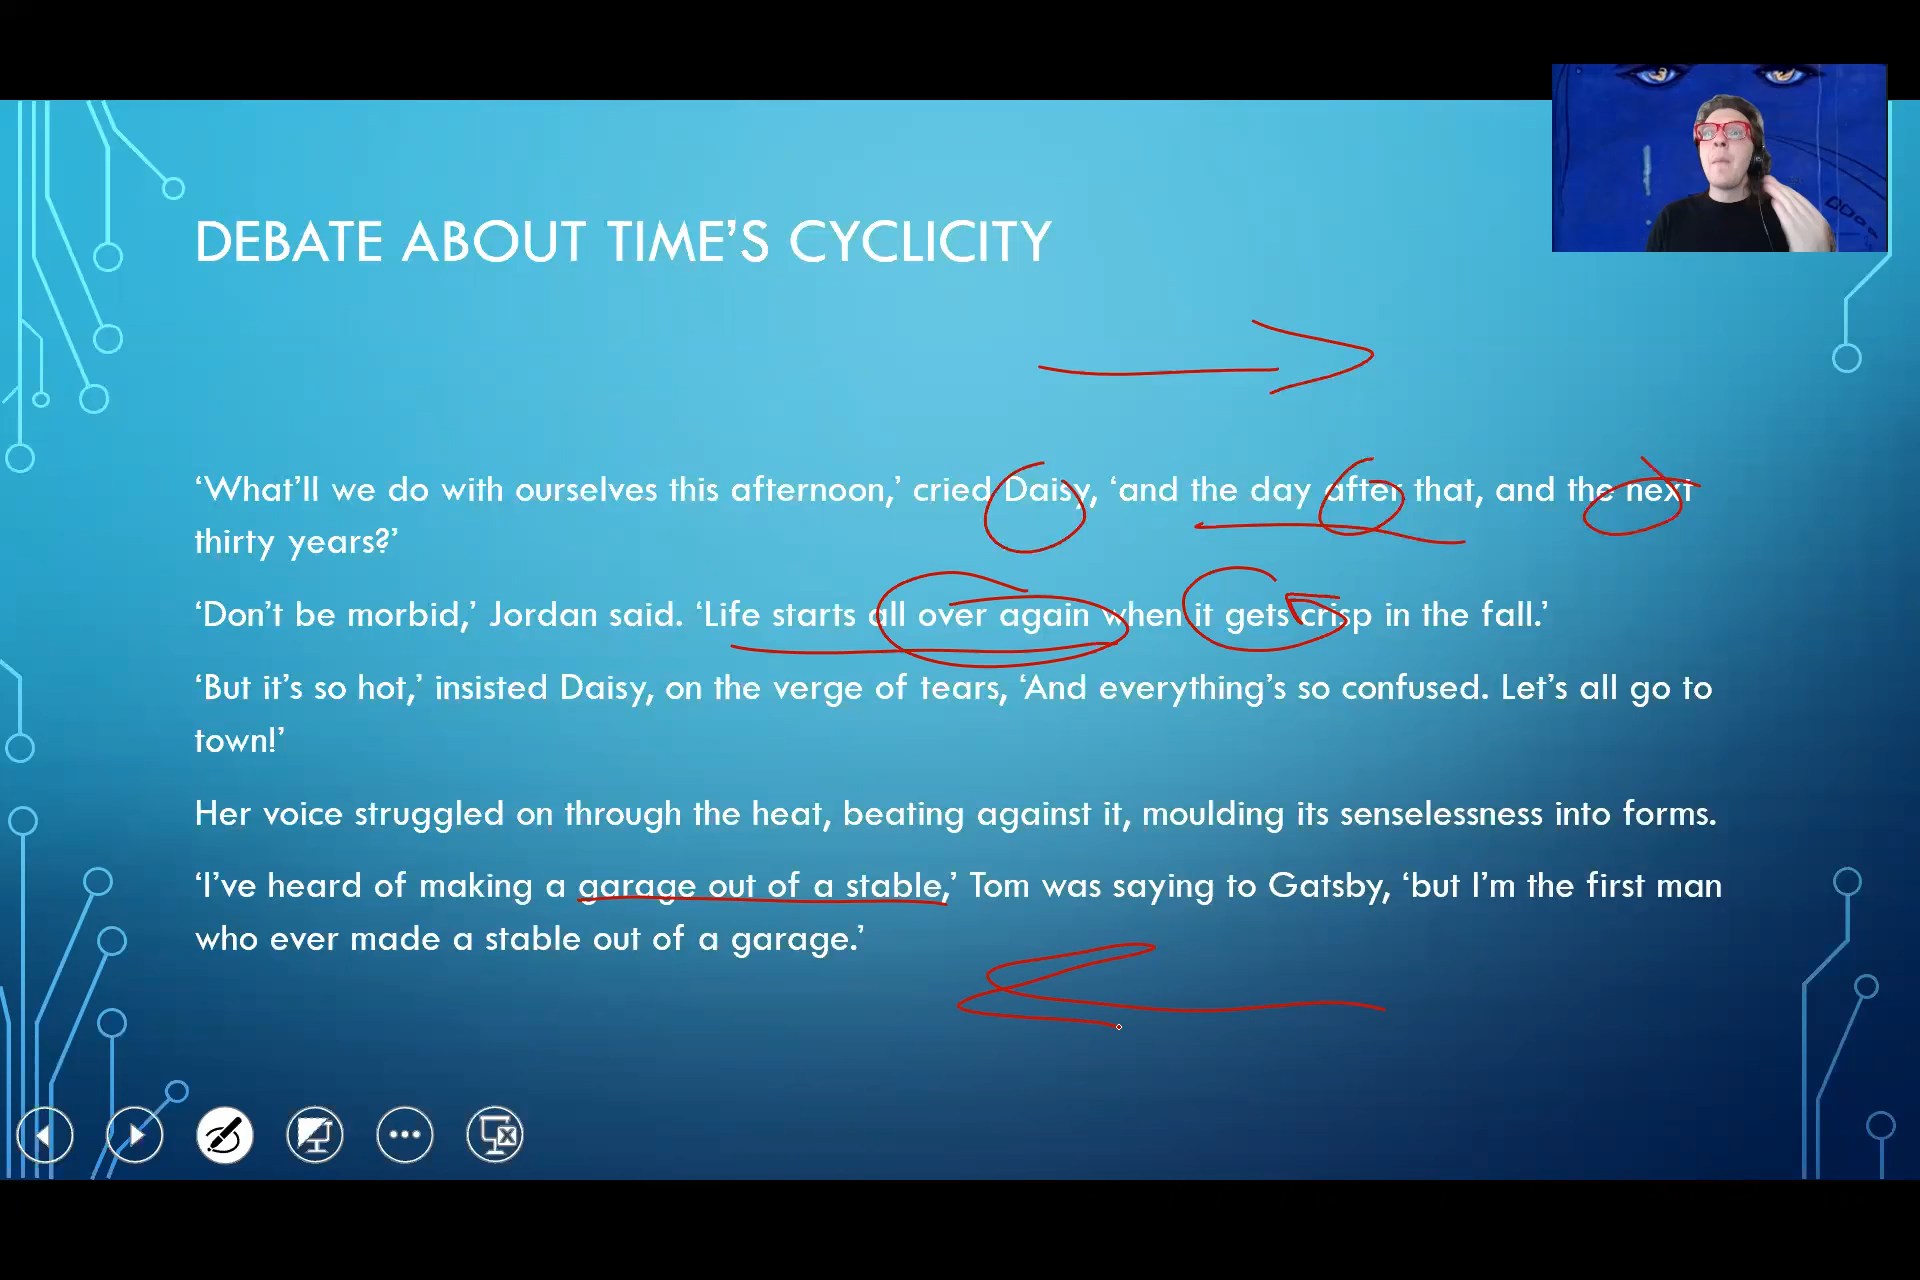 DEBATE ABOUT TIME’S CYCLICITY
‘What’ll we do with ourselves this afternoon,’ cried Daisy, ‘and the day after that, and the next
thirty years?’
‘Don’t be morbid,’ Jordan said. ‘Life starts all over again when it gets crisp in the fall.’
‘But it’s so hot,’ insisted Daisy, on the verge of tears, ‘And everything’s so confused. Let’s all go to
town!’
Her voice struggled on through the heat, beating against it, moulding its senselessness into forms.
‘I’ve heard of making a garage out of a stable,’ Tom was saying to Gatsby, ‘but I’m the first man
who ever made a stable out of a garage.’